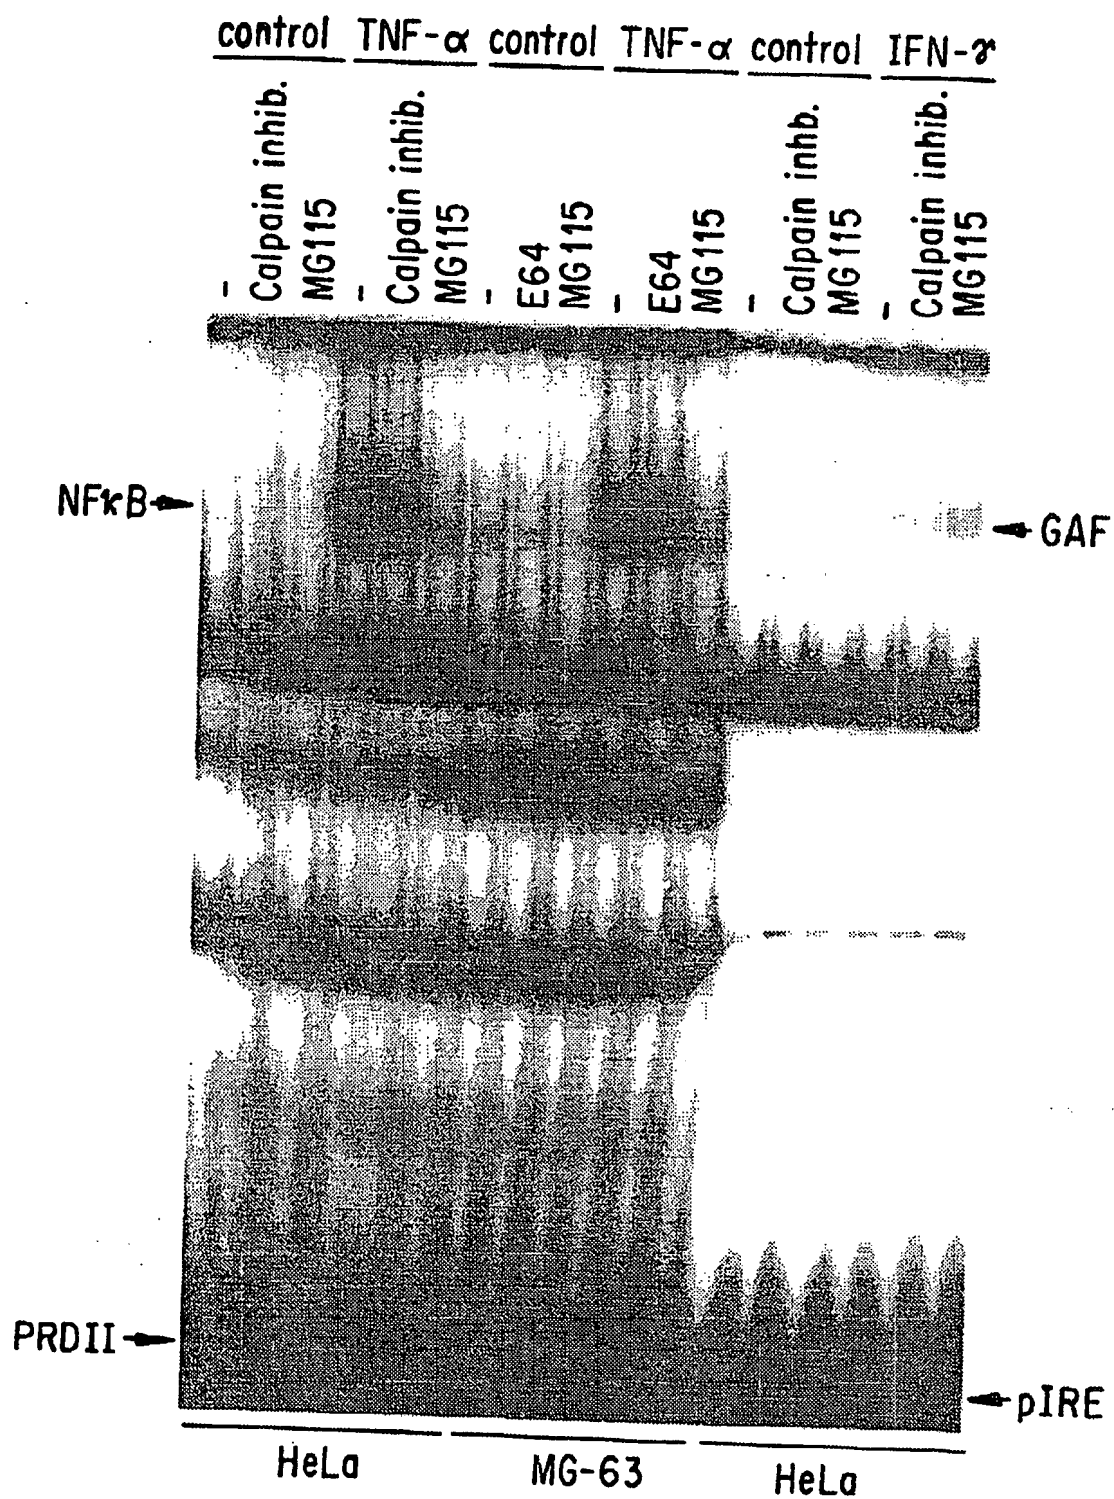 control TNF-α control TNF-α control IFN-γ
- Calpain inhib. MG115 - Calpain inhib. MG115 - E64 MG115 - E64 MG115 - Calpain inhb. MG115 - Calpain inhib. MG115
NFκB
GAF
PRDII
pIRE
HeLa MG-63 HeLa